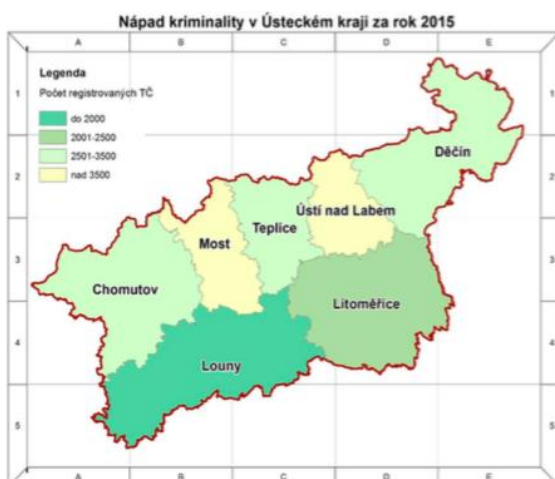 Nápad kriminality v Ústeckém kraji za rok 2015
A B C D E
Legenda
Počet registrovaných TČ
do 2000
2001-2500
2501-3500
nad 3500
1 1
Děčín
2 2
Ústí nad Labem
Teplice
Most
3 3
Chomutov
Litoměřice
4 4
Louny
5 5
A B C D E